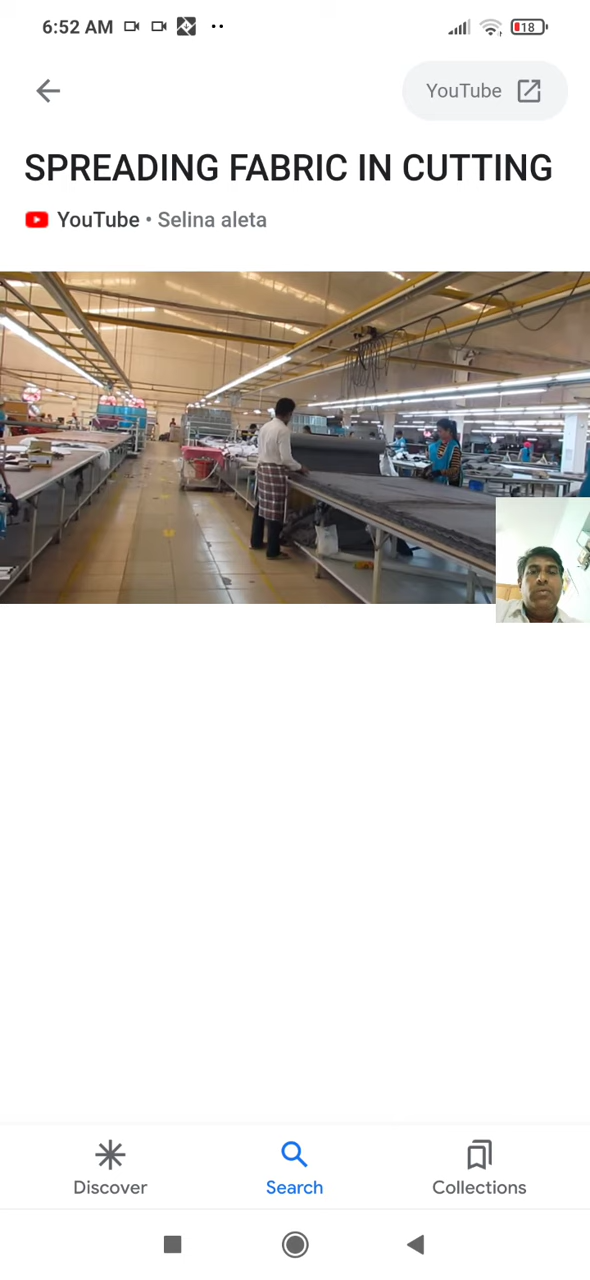 6:52 AM
18
YouTube
SPREADING FABRIC IN CUTTING
YouTube • Selina aleta
Discover
Search
Collections